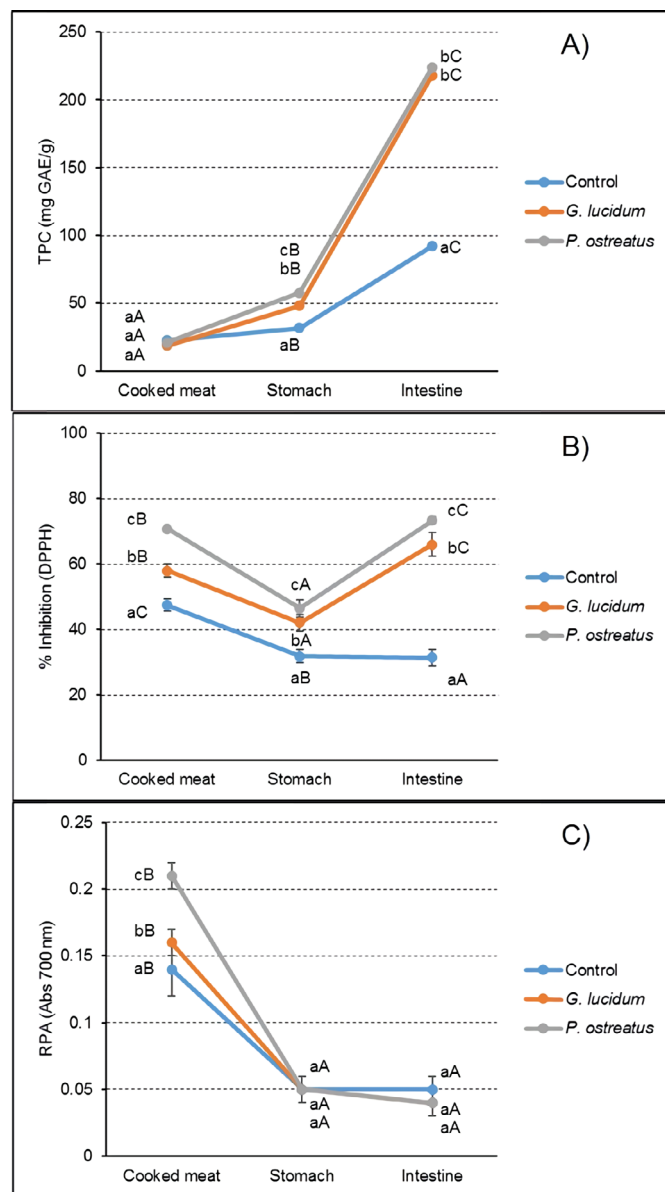 A)
250
200
150
100
50
0
TPC (mg GAE/g)
bC
bC
cB
bB
aC
aA
aA
aA
aB
Cooked meat Stomach Intestine
Control
G. lucidum
P. ostreatus
B)
100
80
60
40
20
0
% Inhibition (DPPH)
cB
bB
aC
cA
bA
aB
cC
bC
aA
Cooked meat Stomach Intestine
Control
G. lucidum
P. ostreatus
C)
0.25
0.2
0.15
0.1
0.05
0
RPA (Abs 700 nm)
cB
bB
aB
aA
aA
aA
aA
aA
aA
Cooked meat Stomach Intestine
Control
G. lucidum
P. ostreatus